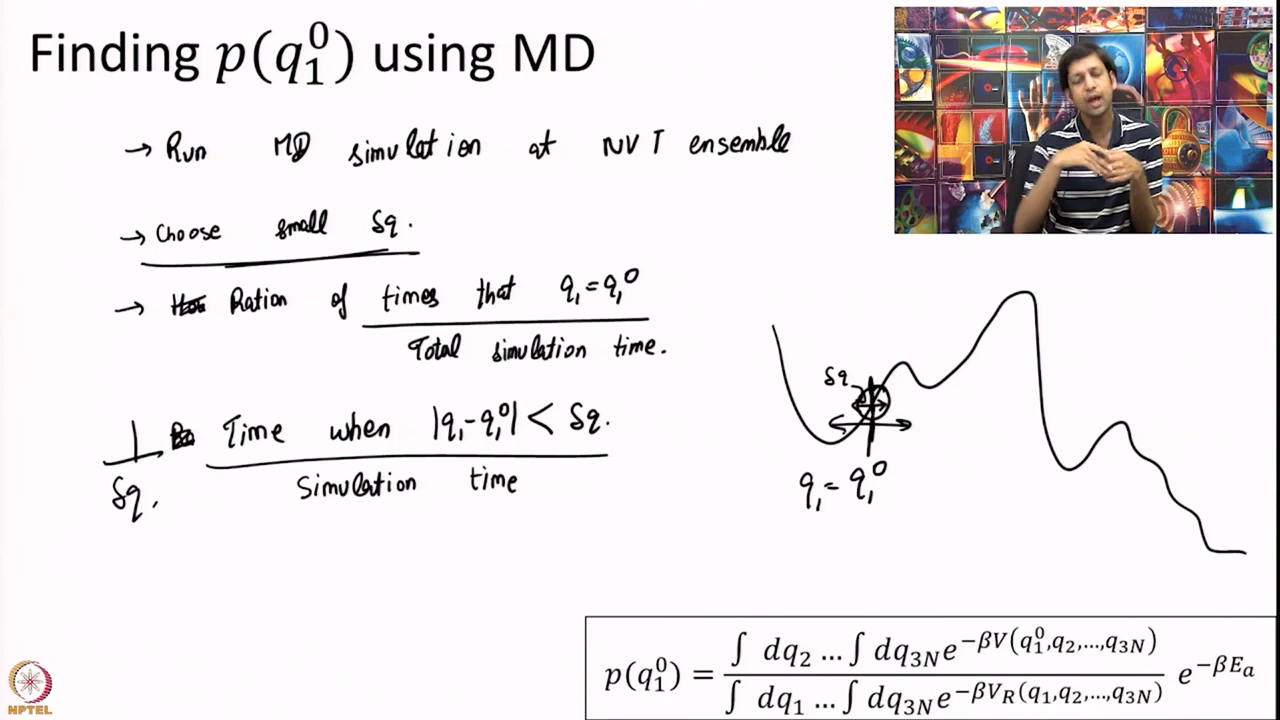 Finding p(q₁⁰) using MD
→ Run MD simulation at NVT ensemble
→ Choose small δq.
→ Ration of times that q₁=q₁⁰
Total simulation time.
1 Time when |q₁-q₁⁰| < δq.
δq. Simulation time
δq
q₁= q₁⁰
p(q₁⁰) = ∫ dq₂ … ∫ dq₃N e^{−βV(q₁⁰,q₂,…,q₃N)} / ∫ dq₁ … ∫ dq₃N e^{−βV_R(q₁,q₂,…,q₃N)} e^{−βE_a}
NPTEL